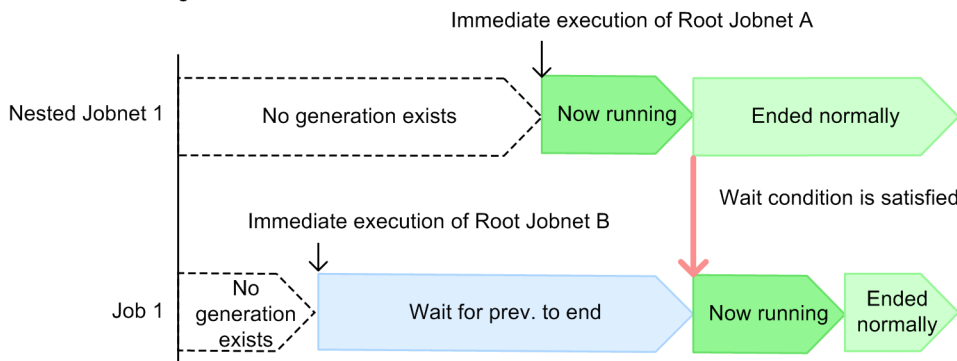 Immediate execution of Root Jobnet A
Nested Jobnet 1
No generation exists
Now running
Ended normally
Wait condition is satisfied
Immediate execution of Root Jobnet B
Job 1
No
generation
exists
Wait for prev. to end
Now running
Ended
normally